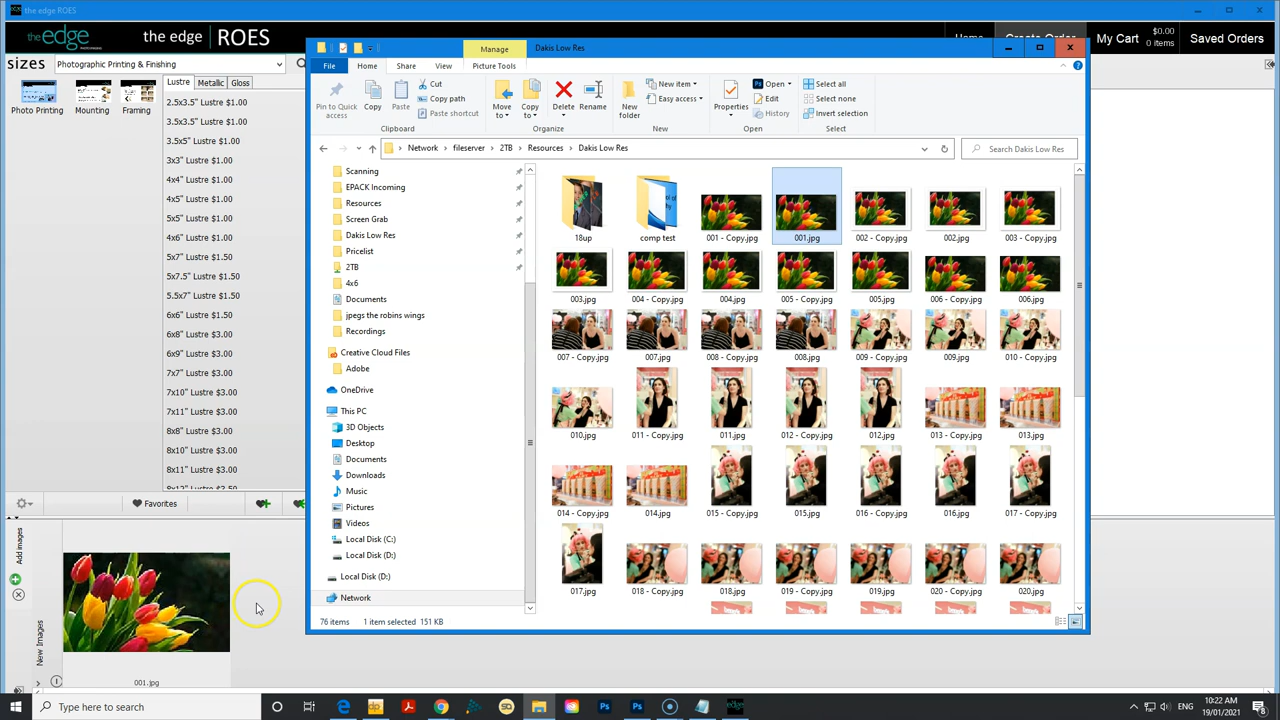 the edge ROES
the edge
the edge ROES
Home
Create Order
My Cart
$0.00
0 items
Saved Orders
sizes
Photographic Printing & Finishing
Photo Printing
Mounting
Framing
Lustre
Metallic
Gloss
2.5x3.5" Lustre $1.00
3.5x3.5" Lustre $1.00
3.5x5" Lustre $1.00
3x3" Lustre $1.00
4x4" Lustre $1.00
4x5" Lustre $1.00
5x5" Lustre $1.00
4x6" Lustre $1.00
5x7" Lustre $1.50
5x7.5" Lustre $1.50
5.5x7" Lustre $1.50
6x6" Lustre $1.50
6x8" Lustre $3.00
6x9" Lustre $3.00
7x7" Lustre $3.00
7x10" Lustre $3.00
7x11" Lustre $3.00
8x8" Lustre $3.00
8x10" Lustre $3.00
8x11" Lustre $3.00
8x12" Lustre $3.50
Favorites
Add images
New Images
001.jpg
Manage
Dakis Low Res
File
Home
Share
View
Picture Tools
Pin to Quick access
Copy
Paste
Cut
Copy path
Paste shortcut
Clipboard
Move to
Copy to
Delete
Rename
Organize
New folder
New item
Easy access
New
Properties
Open
Edit
History
Open
Select all
Select none
Invert selection
Select
Network
fileserver
2TB
Resources
Dakis Low Res
Search Dakis Low Res
Scanning
EPACK Incoming
Resources
Screen Grab
Dakis Low Res
Pricelist
2TB
4x6
Documents
jpegs the robins wings
Recordings
Creative Cloud Files
Adobe
OneDrive
This PC
3D Objects
Desktop
Documents
Downloads
Music
Pictures
Videos
Local Disk (C:)
Local Disk (D:)
Local Disk (D:)
Network
18up
comp test
001 - Copy.jpg
001.jpg
002 - Copy.jpg
002.jpg
003 - Copy.jpg
003.jpg
004 - Copy.jpg
004.jpg
005 - Copy.jpg
005.jpg
006 - Copy.jpg
006.jpg
007 - Copy.jpg
007.jpg
008 - Copy.jpg
008.jpg
009 - Copy.jpg
009.jpg
010 - Copy.jpg
010.jpg
011 - Copy.jpg
011.jpg
012 - Copy.jpg
012.jpg
013 - Copy.jpg
013.jpg
014 - Copy.jpg
014.jpg
015 - Copy.jpg
015.jpg
016 - Copy.jpg
016.jpg
017 - Copy.jpg
017.jpg
018 - Copy.jpg
018.jpg
019 - Copy.jpg
019.jpg
020 - Copy.jpg
020.jpg
76 items
1 item selected 151 KB
Type here to search
ENG
10:22 AM
19/01/2021